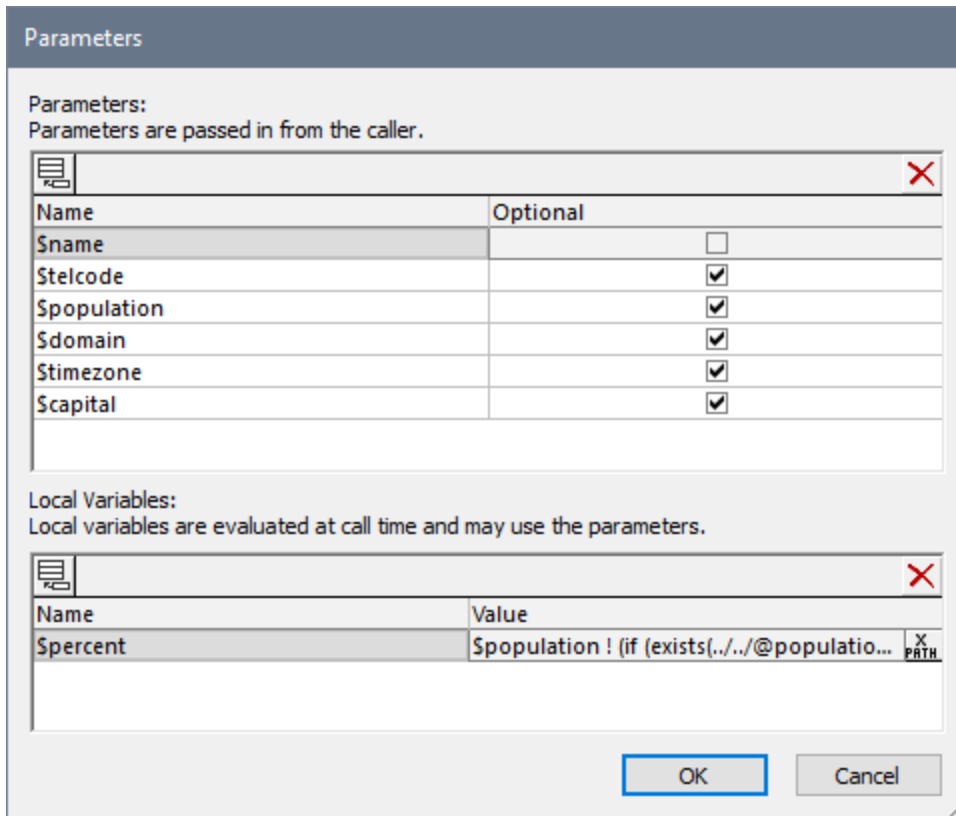 Parameters
Parameters:
Parameters are passed in from the caller.
Name Optional
$name
$telcode
$population
$domain
$timezone
$capital
Local Variables:
Local variables are evaluated at call time and may use the parameters.
Name Value
$percent $population ! (if (exists(../../@populatio... X PATH
OK Cancel